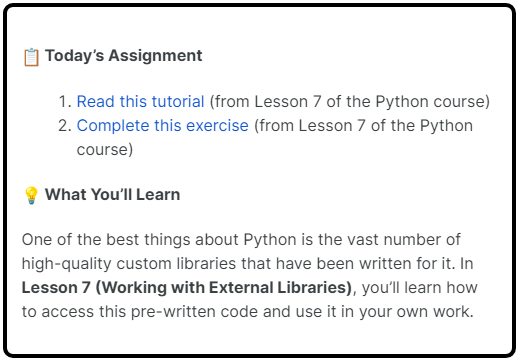 📋 Today’s Assignment
1. Read this tutorial (from Lesson 7 of the Python course)
2. Complete this exercise (from Lesson 7 of the Python
course)
💡 What You’ll Learn
One of the best things about Python is the vast number of
high-quality custom libraries that have been written for it. In
Lesson 7 (Working with External Libraries), you’ll learn how
to access this pre-written code and use it in your own work.